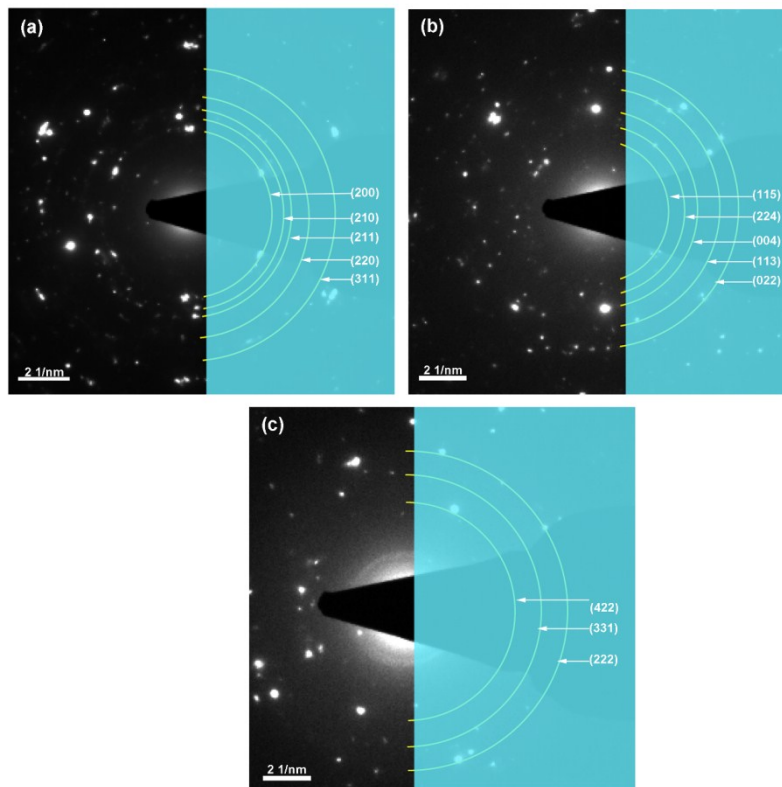 (a)
(200)
(210)
(211)
(220)
(311)
2 1/nm
(b)
(115)
(224)
(004)
(113)
(022)
2 1/nm
(c)
(422)
(331)
(222)
2 1/nm